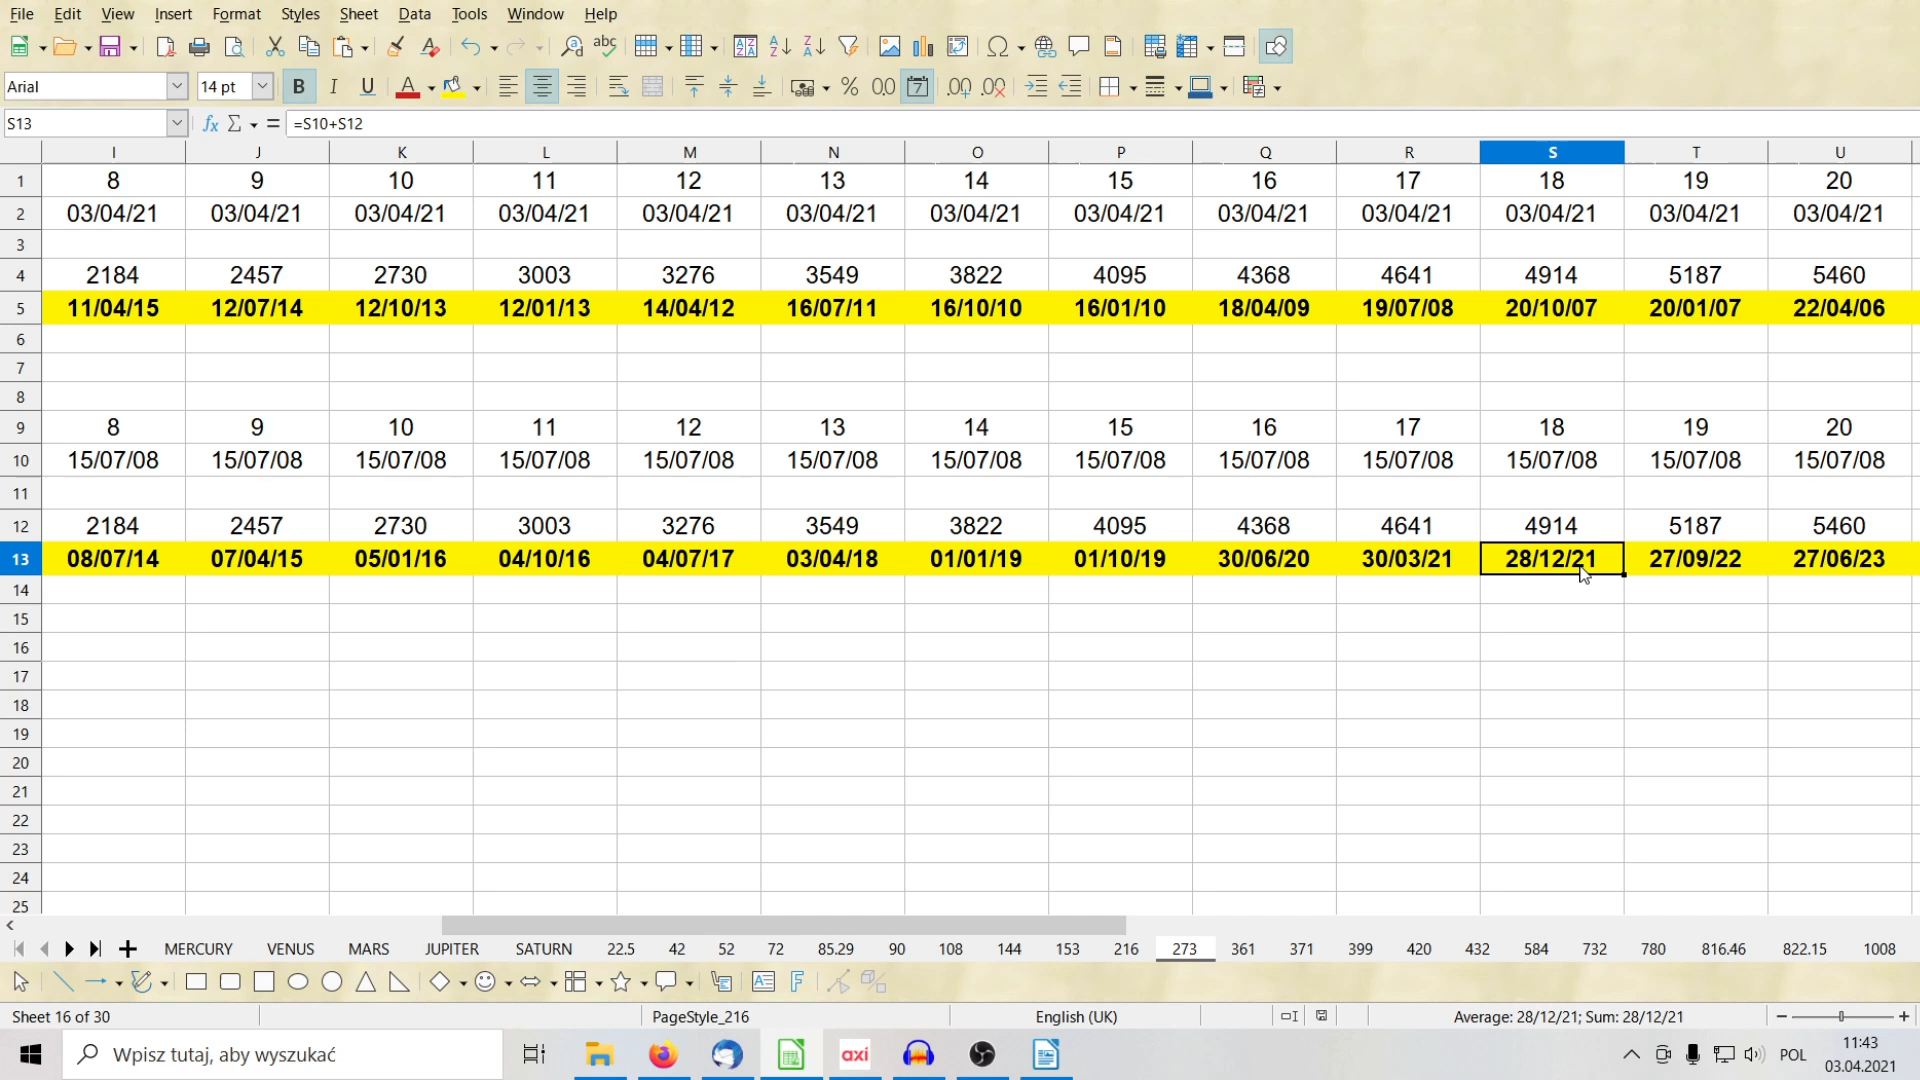 File Edit View Insert Format Styles Sheet Data Tools Window Help
Arial 14 pt
S13 =S10+S12
I J K L M N O P Q R S T U
1 8 9 10 11 12 13 14 15 16 17 18 19 20
2 03/04/21 03/04/21 03/04/21 03/04/21 03/04/21 03/04/21 03/04/21 03/04/21 03/04/21 03/04/21 03/04/21 03/04/21 03/04/21
3
4 2184 2457 2730 3003 3276 3549 3822 4095 4368 4641 4914 5187 5460
5 11/04/15 12/07/14 12/10/13 12/01/13 14/04/12 16/07/11 16/10/10 16/01/10 18/04/09 19/07/08 20/10/07 20/01/07 22/04/06
6
7
8
9 8 9 10 11 12 13 14 15 16 17 18 19 20
10 15/07/08 15/07/08 15/07/08 15/07/08 15/07/08 15/07/08 15/07/08 15/07/08 15/07/08 15/07/08 15/07/08 15/07/08 15/07/08
11
12 2184 2457 2730 3003 3276 3549 3822 4095 4368 4641 4914 5187 5460
13 08/07/14 07/04/15 05/01/16 04/10/16 04/07/17 03/04/18 01/01/19 01/10/19 30/06/20 30/03/21 28/12/21 27/09/22 27/06/23
14
15
16
17
18
19
20
21
22
23
24
25
MERCURY VENUS MARS JUPITER SATURN 22.5 42 52 72 85.29 90 108 144 153 216 273 361 371 399 420 432 584 732 780 816.46 822.15 1008
Sheet 16 of 30 PageStyle_216 English (UK) Average: 28/12/21; Sum: 28/12/21
Wpisz tutaj, aby wyszukać axi POL 11:43
03.04.2021